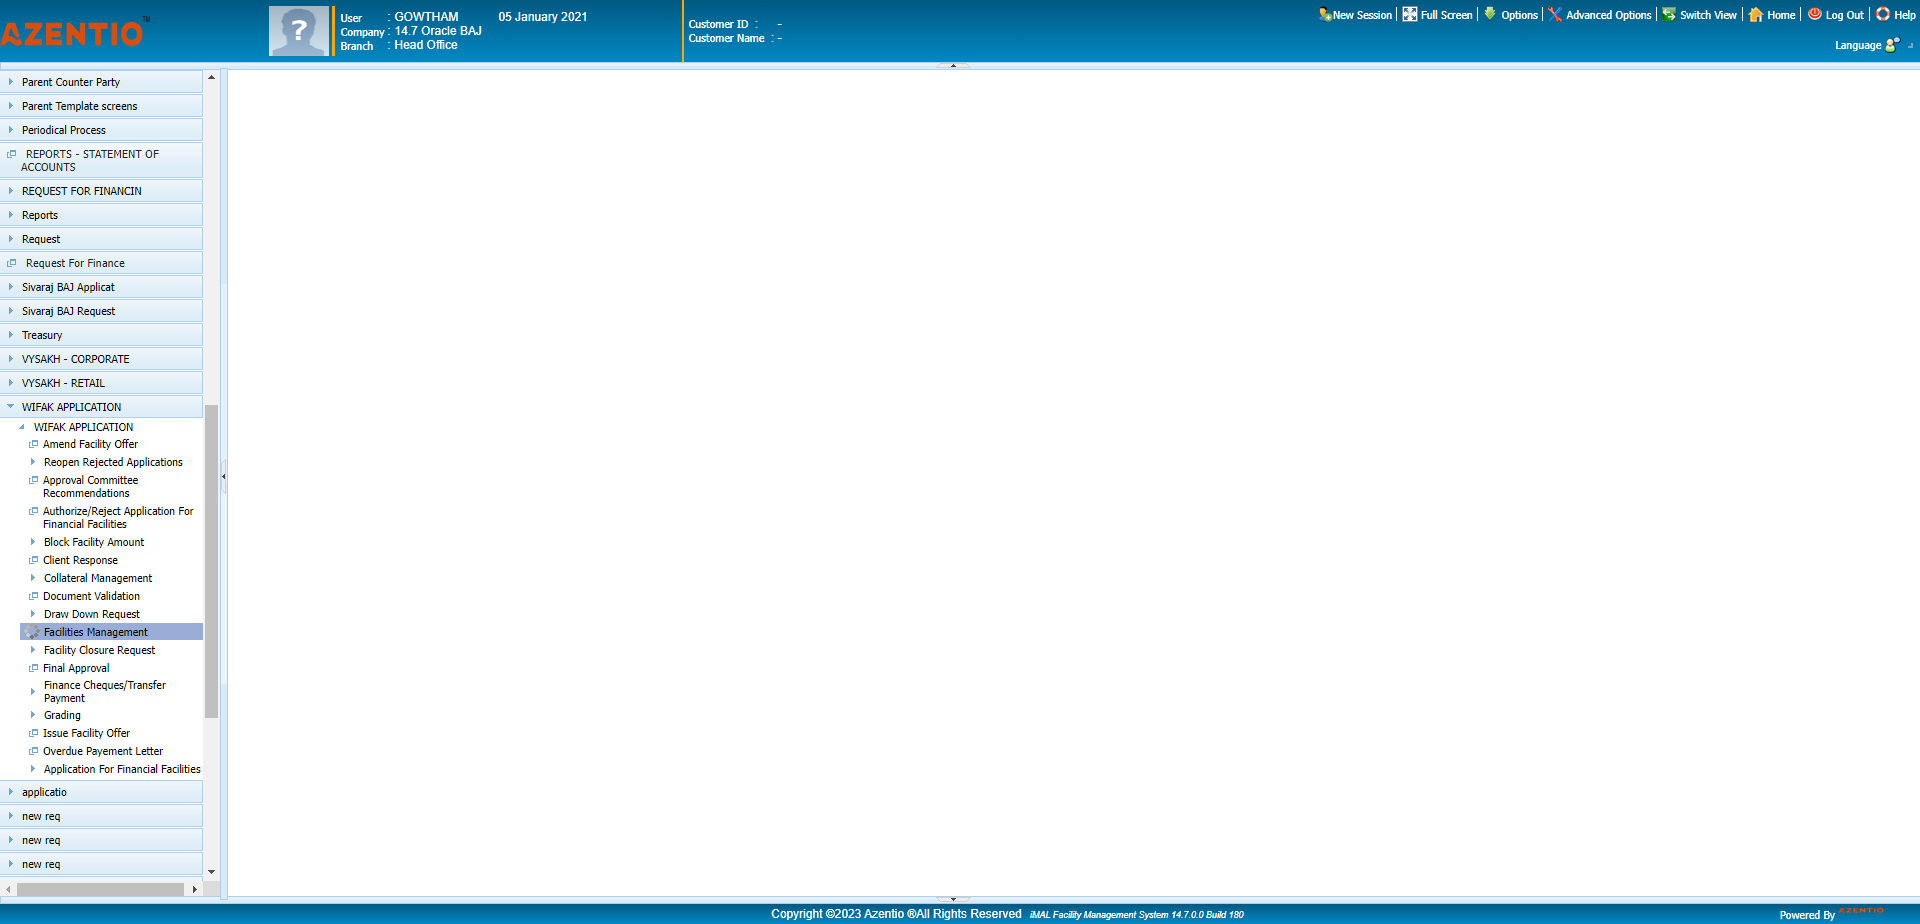 AZENTIO™
User : GOWTHAM 05 January 2021
Company : 14.7 Oracle BAJ
Branch : Head Office
Customer ID : -
Customer Name : -
New Session
Full Screen
Options
Advanced Options
Switch View
Home
Log Out
Help
Language
Parent Counter Party
Parent Template screens
Periodical Process
REPORTS - STATEMENT OF
ACCOUNTS
REQUEST FOR FINANCIN
Reports
Request
Request For Finance
Sivaraj BAJ Applicat
Sivaraj BAJ Request
Treasury
VYSAKH - CORPORATE
VYSAKH - RETAIL
WIFAK APPLICATION
WIFAK APPLICATION
Amend Facility Offer
Reopen Rejected Applications
Approval Committee
Recommendations
Authorize/Reject Application For
Financial Facilities
Block Facility Amount
Client Response
Collateral Management
Document Validation
Draw Down Request
Facilities Management
Facility Closure Request
Final Approval
Finance Cheques/Transfer
Payment
Grading
Issue Facility Offer
Overdue Payement Letter
Application For Financial Facilities
applicatio
new req
new req
new req
Copyright ©2023 Azentio ®All Rights Reserved iMAL Facility Management System 14.7.0.0 Build 180
Powered By AZENTIO